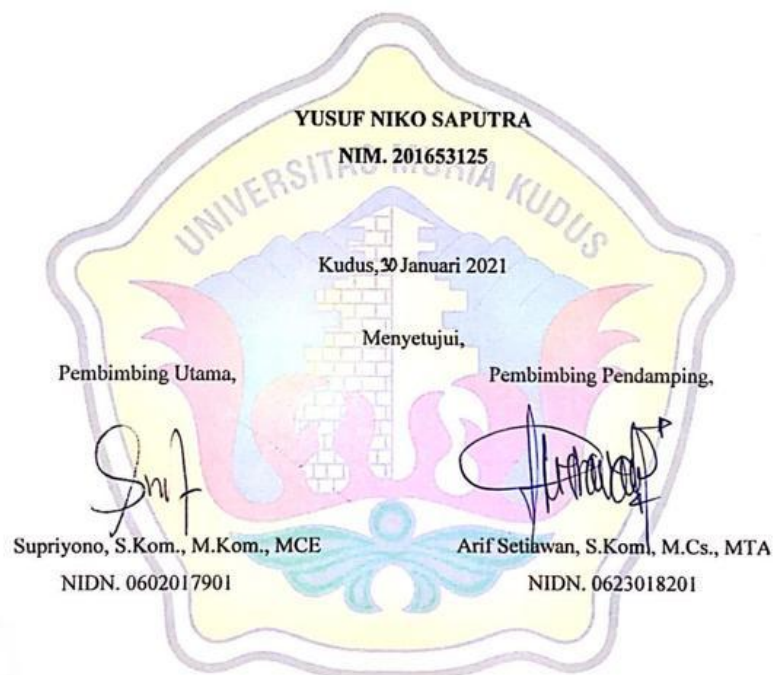 YUSUF NIKO SAPUTRA
NIM. 201653125
UNIVERSITAS MURIA KUDUS
Kudus, 30 Januari 2021
Menyetujui,
Pembimbing Utama,
Pembimbing Pendamping,
Supriyono, S.Kom., M.Kom., MCE
Arif Setiawan, S.Kom, M.Cs., MTA
NIDN. 0602017901
NIDN. 0623018201